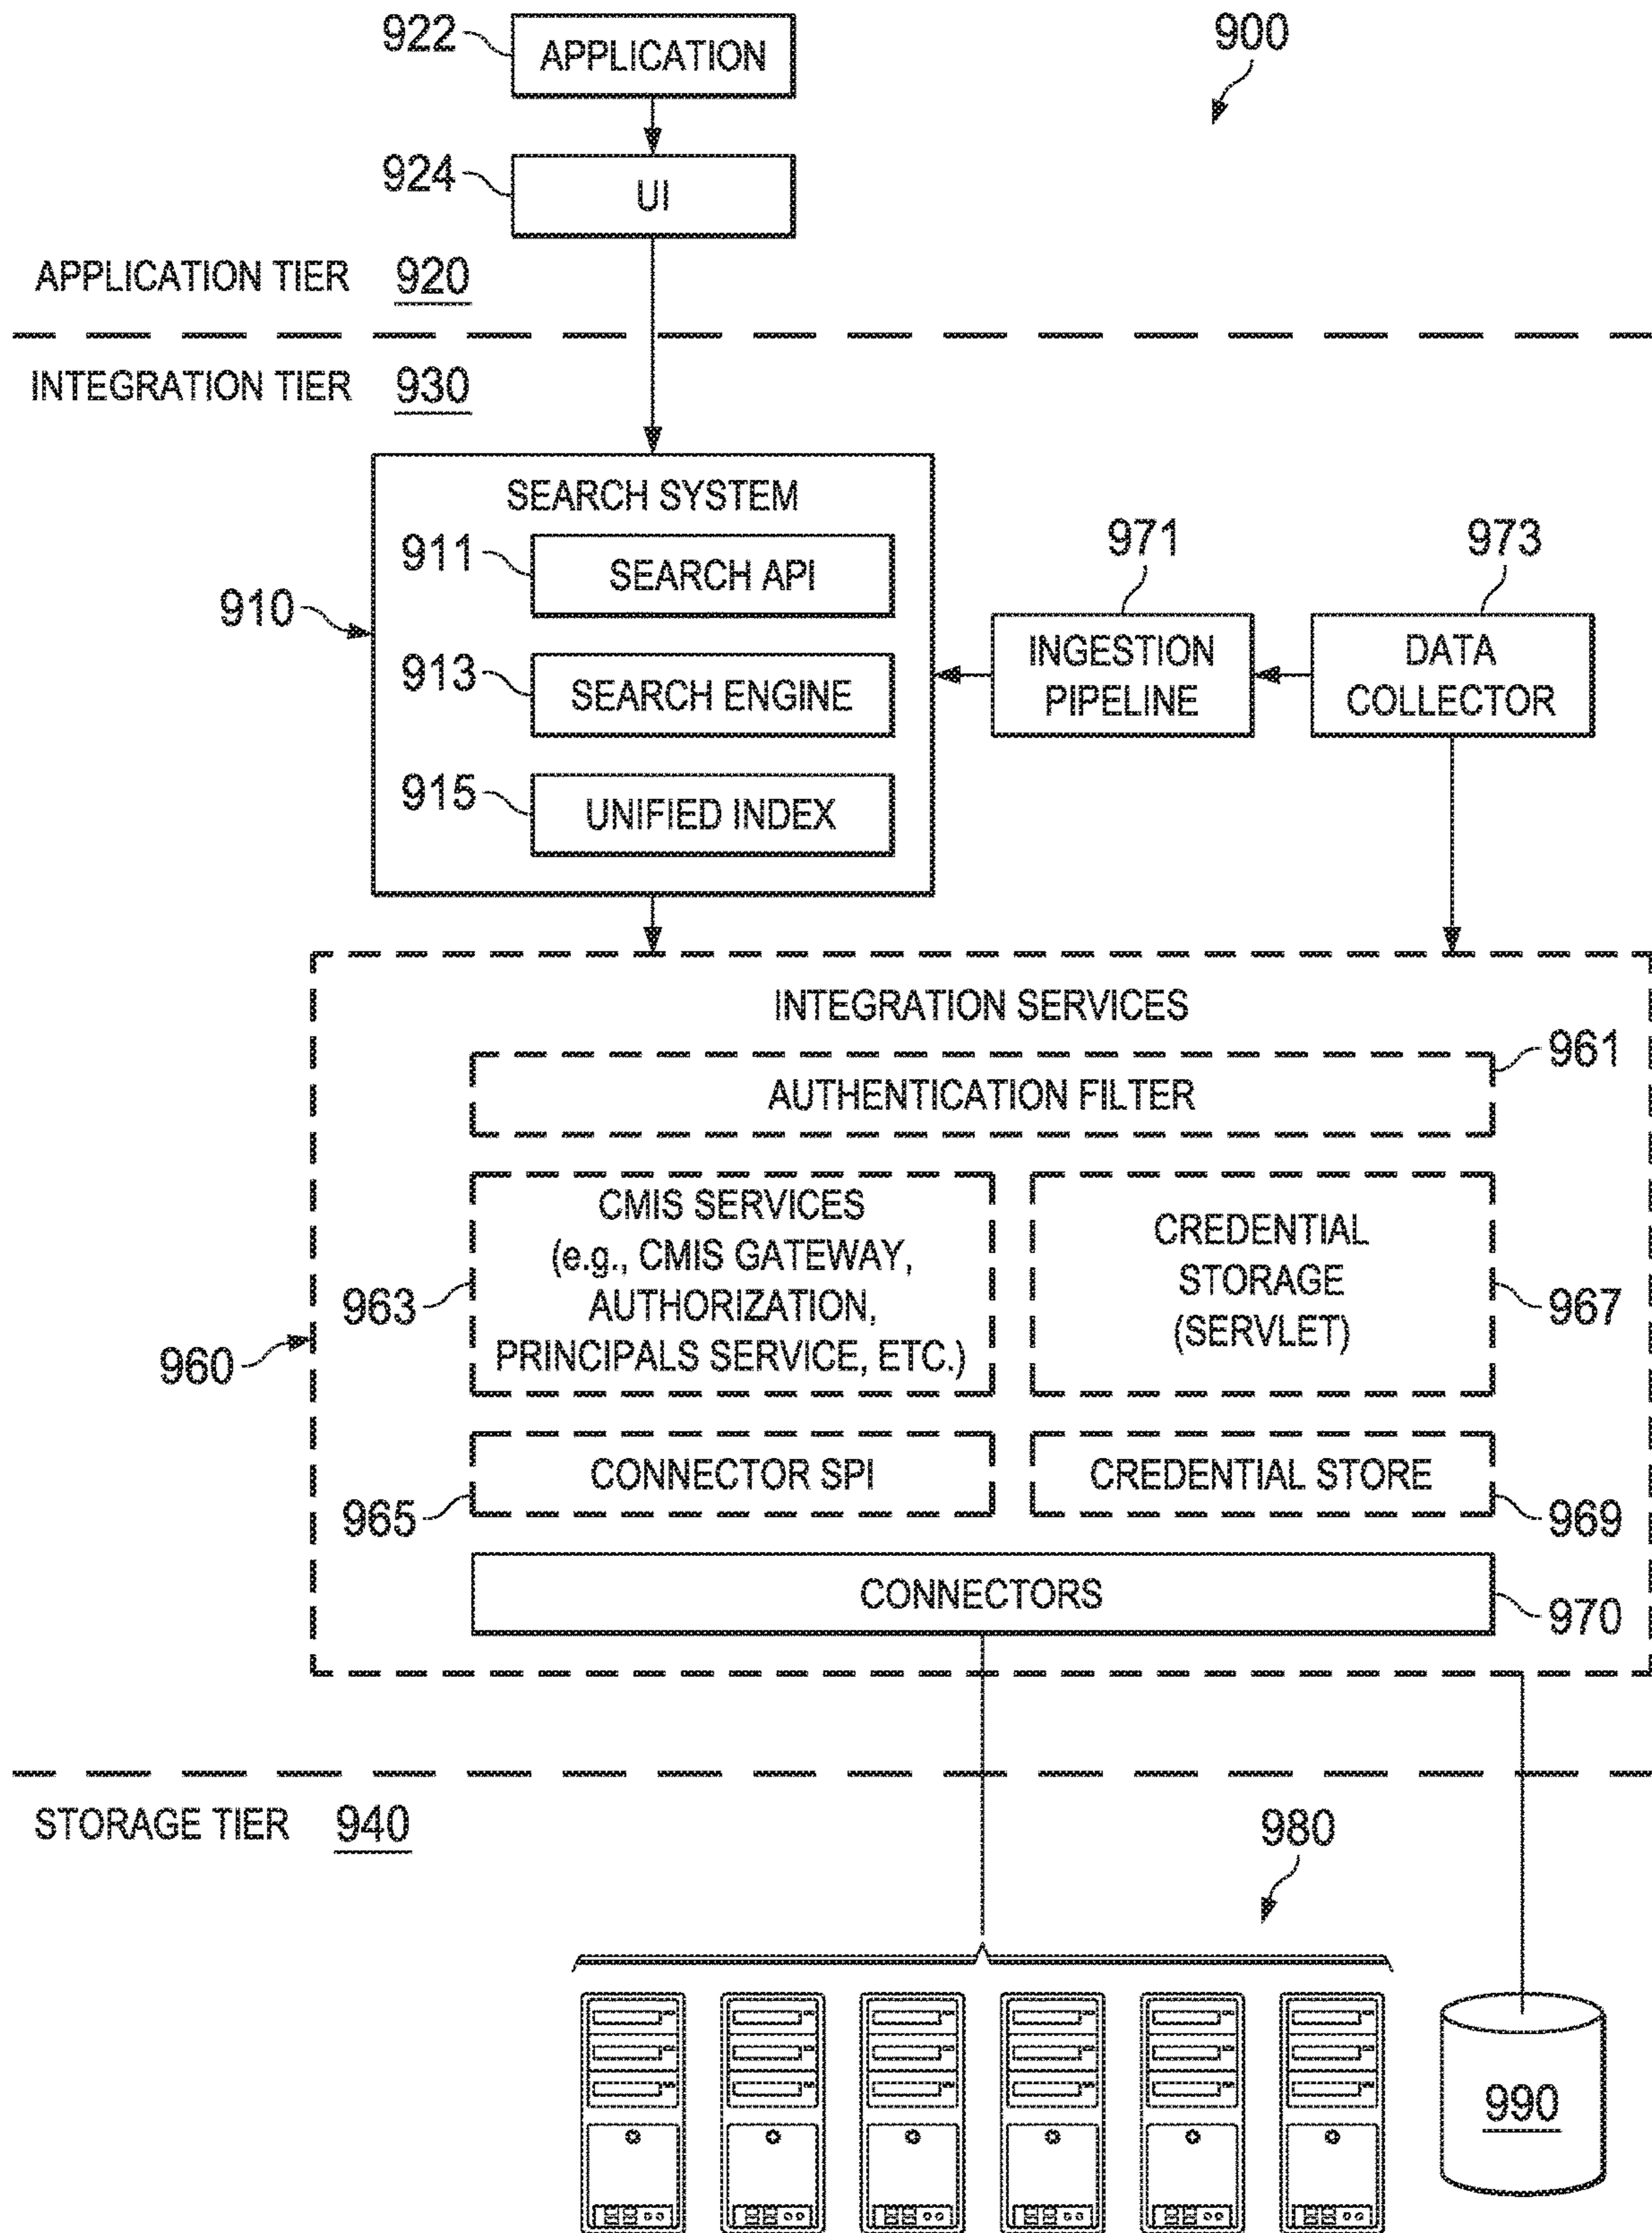 922
APPLICATION
900
924
UI
APPLICATION TIER 920
INTEGRATION TIER 930
SEARCH SYSTEM
911
SEARCH API
910
913
SEARCH ENGINE
915
UNIFIED INDEX
971
INGESTION
PIPELINE
973
DATA
COLLECTOR
INTEGRATION SERVICES
961
AUTHENTICATION FILTER
CMIS SERVICES
(e.g., CMIS GATEWAY,
AUTHORIZATION,
PRINCIPALS SERVICE, ETC.)
963
960
CREDENTIAL
STORAGE
(SERVLET)
967
CONNECTOR SPI
965
CREDENTIAL STORE
969
CONNECTORS
970
STORAGE TIER 940
980
990